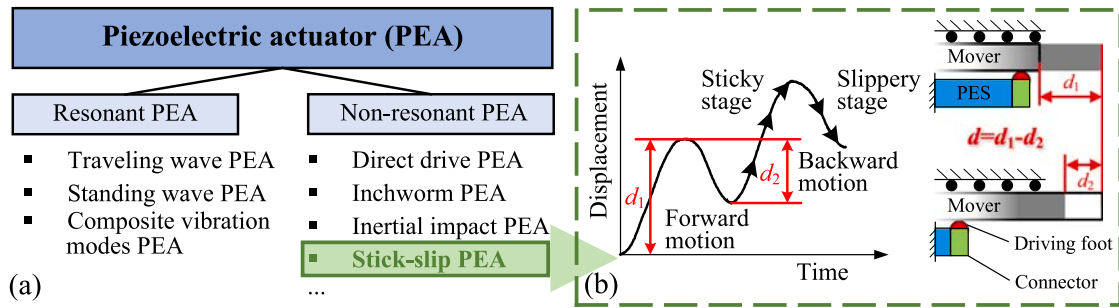 Piezoelectric actuator (PEA)
Resonant PEA
Traveling wave PEA
Standing wave PEA
Composite vibration
modes PEA
Non-resonant PEA
Direct drive PEA
Inchworm PEA
Inertial impact PEA
Stick-slip PEA
...
(a)
Displacement
Time
Sticky
stage
Slippery
stage
d₁
d₂
Forward
motion
Backward
motion
(b)
Mover
PES
d₁
d=d₁-d₂
d₂
Mover
Driving foot
Connector